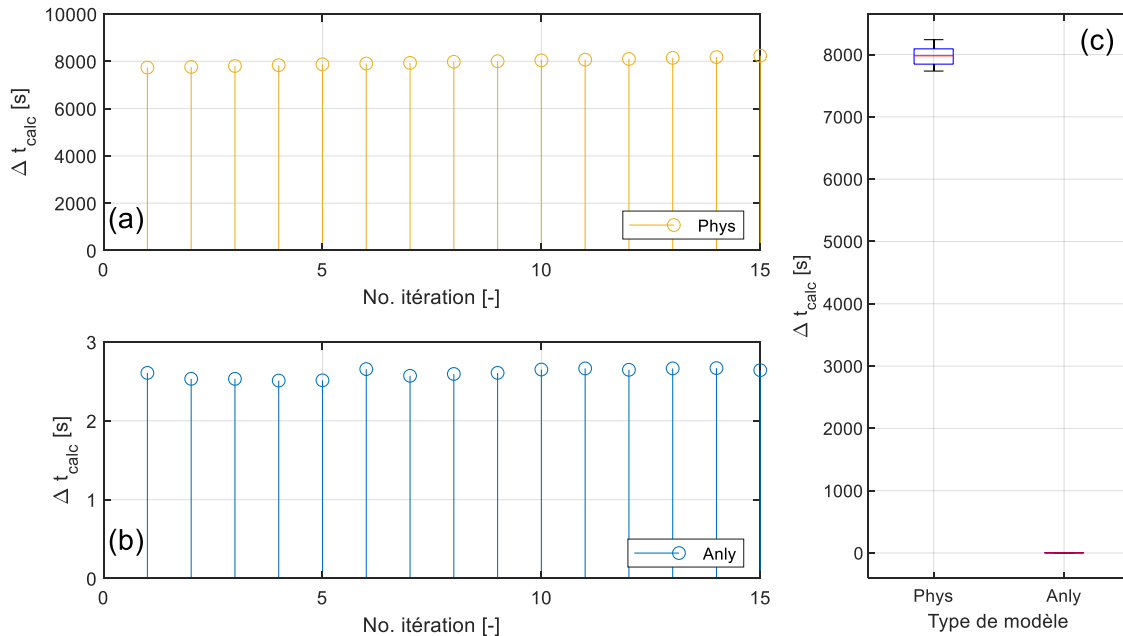 10000
8000
6000
4000
2000
0
Δ t_calc [s]
(a)
Phys
0 5 10 15
No. itération [-]
3
2
1
0
Δ t_calc [s]
(b)
Anly
0 5 10 15
No. itération [-]
(c)
8000
7000
6000
5000
4000
3000
2000
1000
0
Δ t_calc [s]
Phys Anly
Type de modèle